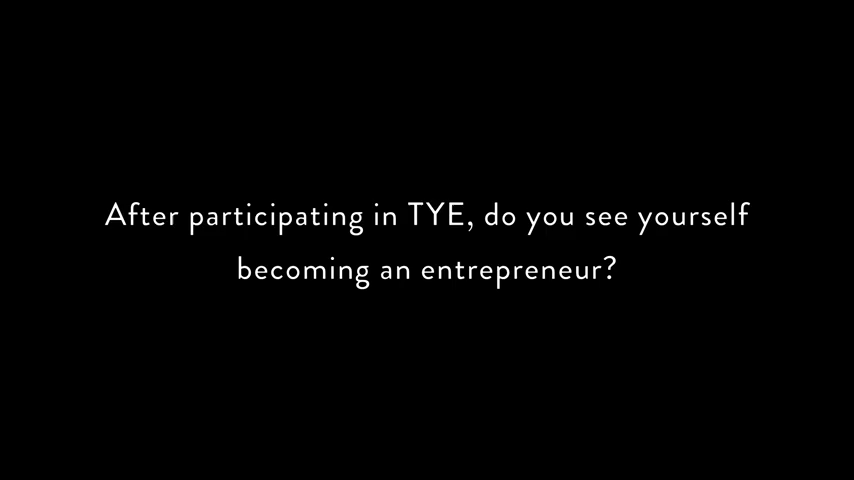 After participating in TYE, do you see yourself
becoming an entrepreneur?